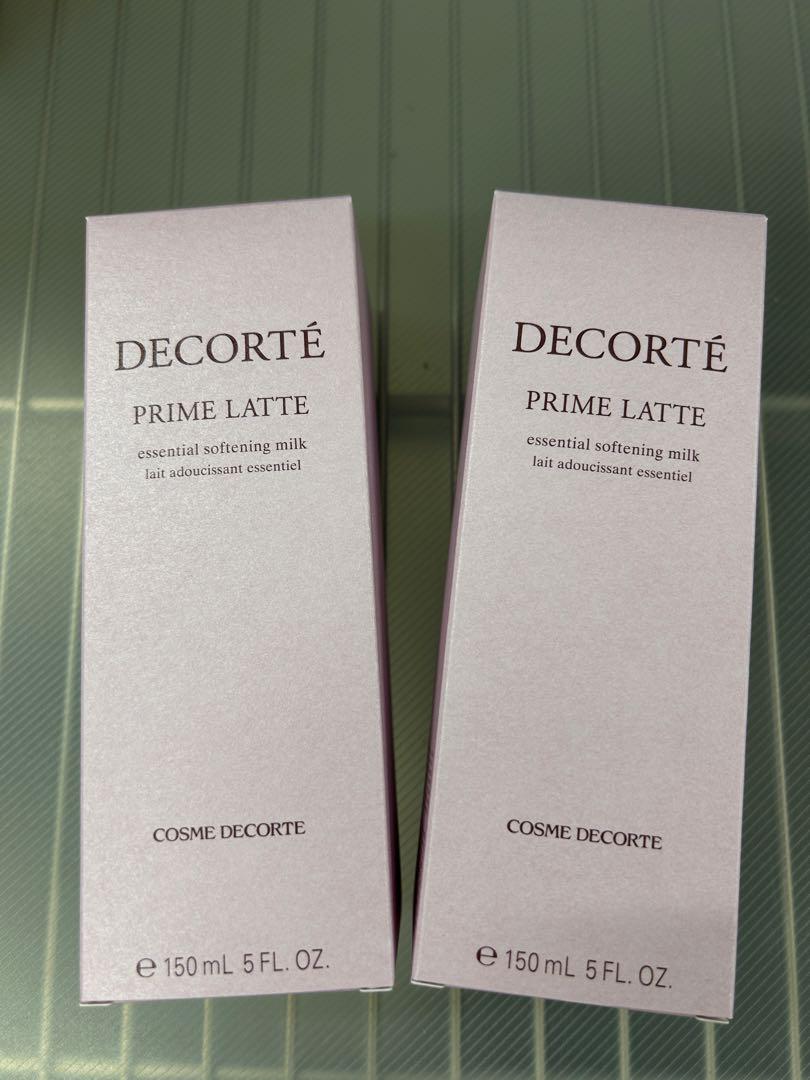 DECORTÉ
PRIME LATTE
essential softening milk
lait adoucissant essentiel
COSME DECORTE
℮ 150 mL 5 FL. OZ.
DECORTÉ
PRIME LATTE
essential softening milk
lait adoucissant essentiel
COSME DECORTE
℮ 150 mL 5 FL. OZ.